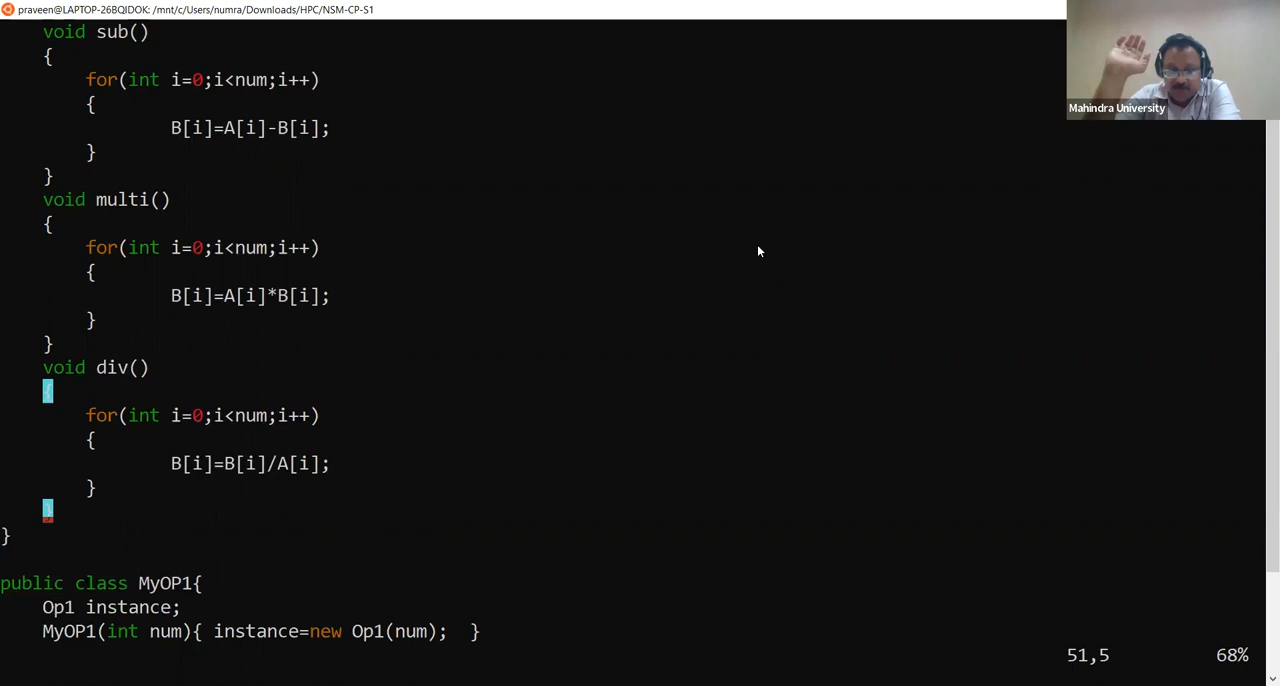 praveen@LAPTOP-26BQIDOK: /mnt/c/Users/numra/Downloads/HPC/NSM-CP-S1
Mahindra University
void sub()
{
for(int i=0;i<num;i++)
{
B[i]=A[i]-B[i];
}
}
void multi()
{
for(int i=0;i<num;i++)
{
B[i]=A[i]*B[i];
}
}
void div()
{
for(int i=0;i<num;i++)
{
B[i]=B[i]/A[i];
}
}
}
public class MyOP1{
Op1 instance;
MyOP1(int num){ instance=new Op1(num);  }
51,5 68%